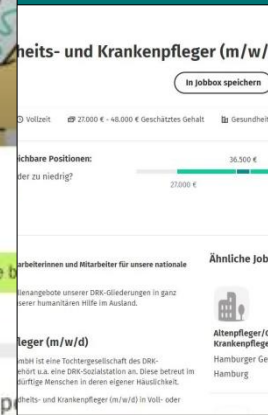 heits- und Krankenpfleger (m/w/
In Jobbox speichern
Vollzeit
27.000 € - 48.000 € Geschätztes Gehalt
Gesundheit
ichbare Positionen:
der zu niedrig?
36.500 €
27.000 €
arbeiterinnen und Mitarbeiter für unsere nationale
llenangebote unserer DRK-Gliederungen in ganz
serer humanitären Hilfe im Ausland.
leger (m/w/d)
mbH ist eine Tochtergesellschaft des DRK-
ehört u.a. eine DRK-Sozialstation an. Diese betreut im
dürftige Menschen in deren eigener Häuslichkeit.
dheits- und Krankenpfleger (m/w/d) in Voll- oder
Ähnliche Job
Altenpfleger/G
Krankenpflege
Hamburger Ge
Hamburg